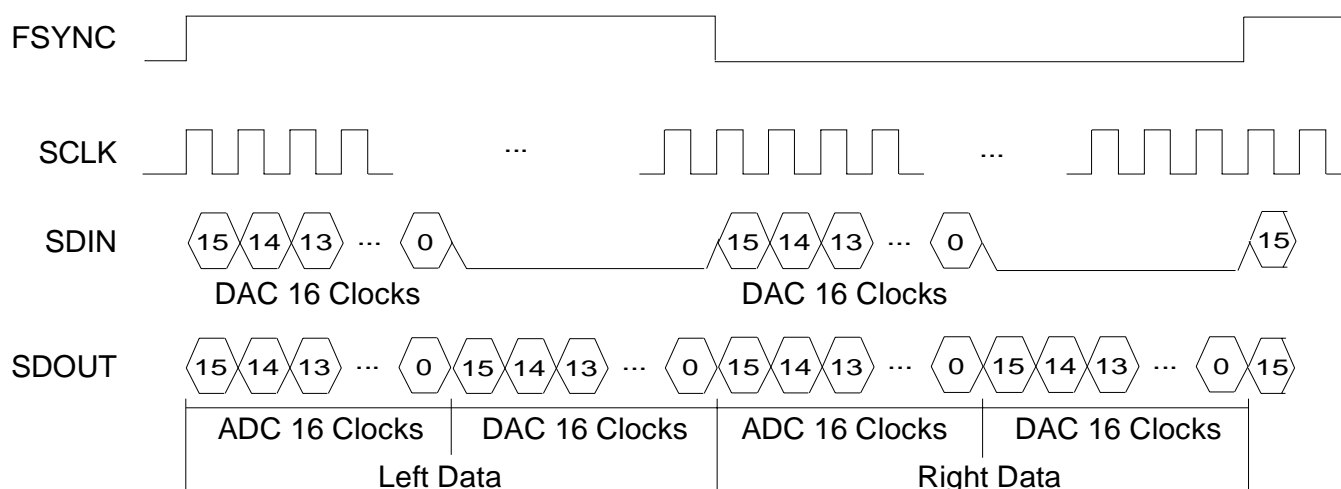 FSYNC
SCLK
... ...
SDIN
15 14 13 ... 0 15 14 13 ... 0 15
DAC 16 Clocks DAC 16 Clocks
SDOUT
15 14 13 ... 0 15 14 13 ... 0 15 14 13 ... 0 15 14 13 ... 0 15
ADC 16 Clocks DAC 16 Clocks ADC 16 Clocks DAC 16 Clocks
Left Data Right Data